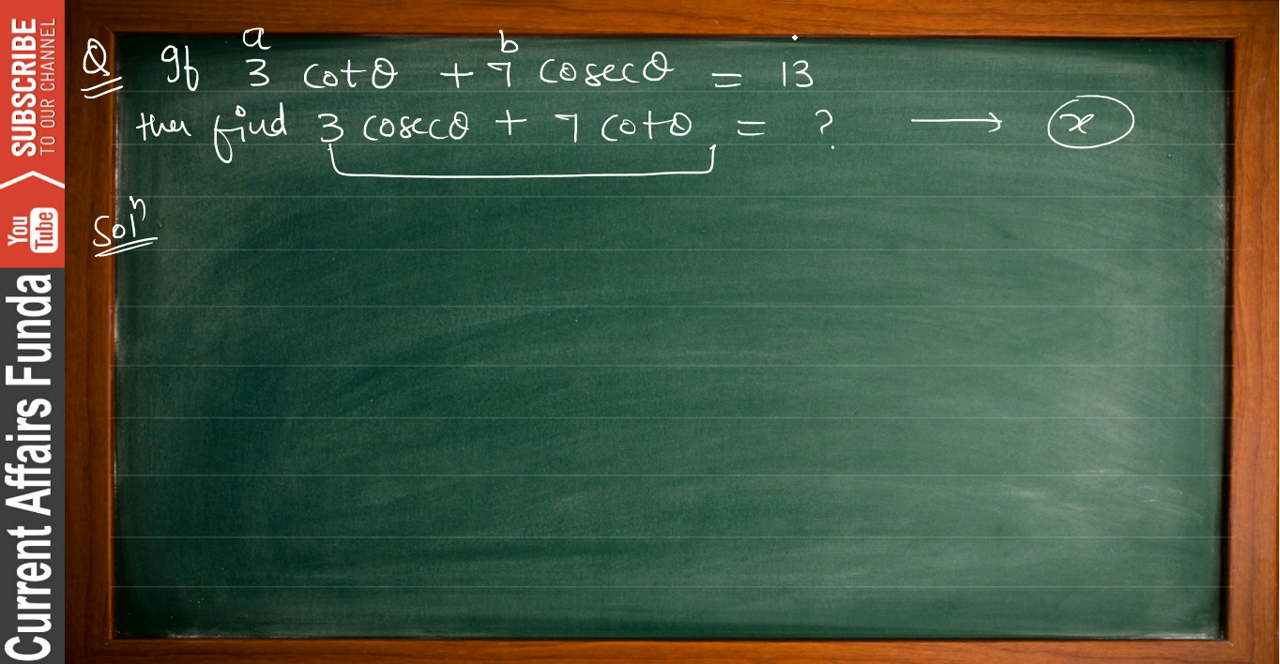 SUBSCRIBE
TO OUR CHANNEL
You
Tube
Current Affairs Funda
a b
Q If 3 cotθ + 7 cosecθ = 13
then find 3 cosecθ + 7 cotθ = ? → x
Solⁿ